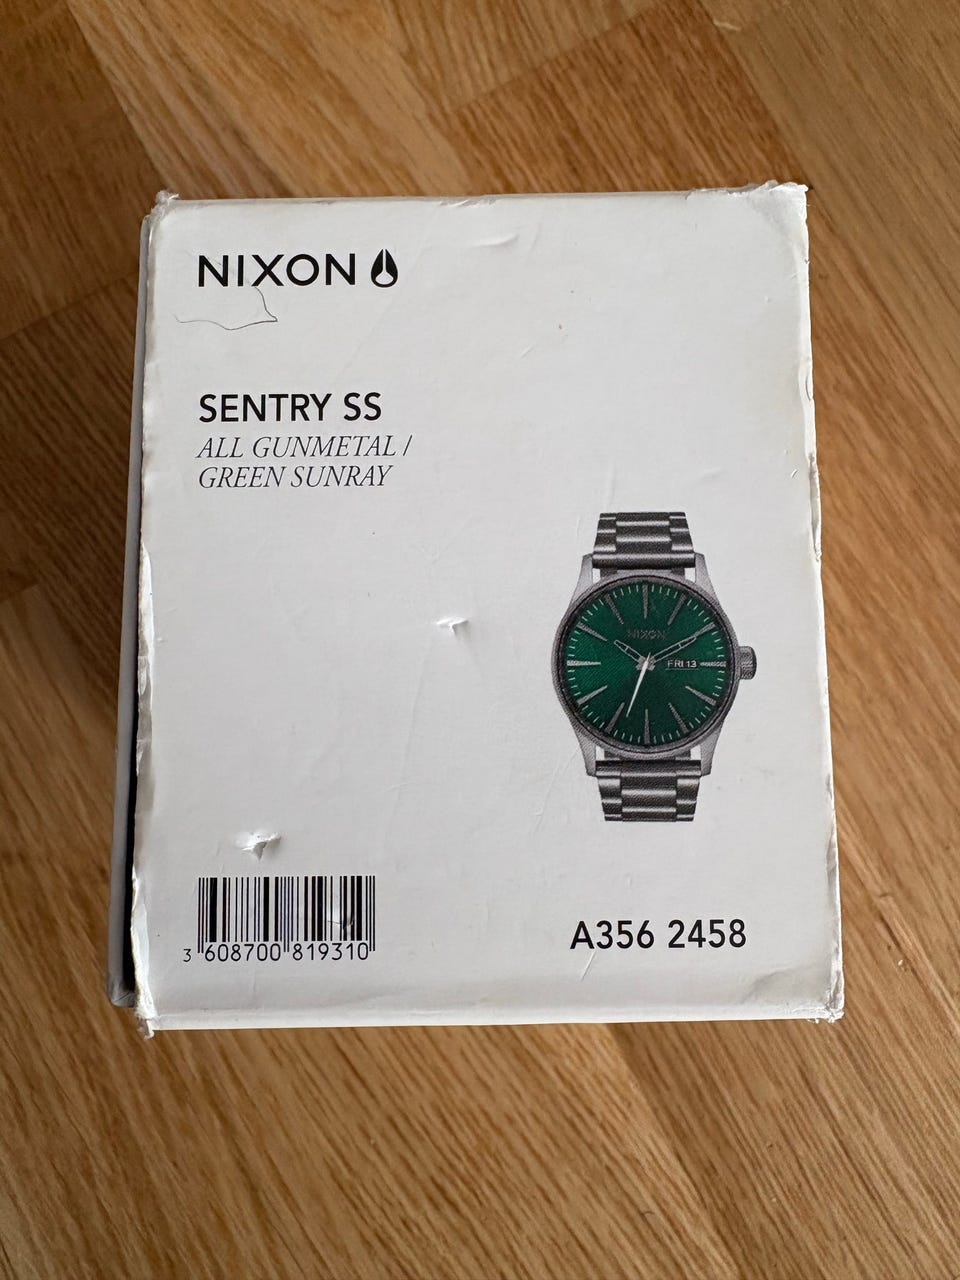 NIXON
SENTRY SS
ALL GUNMETAL /
GREEN SUNRAY
NIXON
FRI 13
3 608700 819310
A356 2458